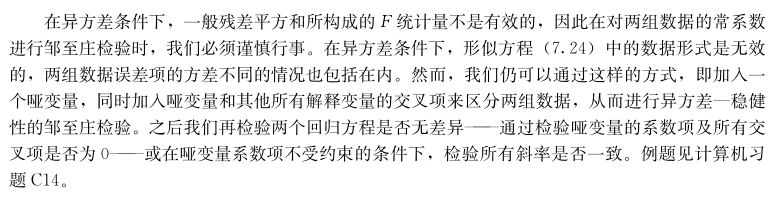 在异方差条件下，一般残差平方和所构成的 F 统计量不是有效的，因此在对两组数据的常系数
进行邹至庄检验时，我们必须谨慎行事。在异方差条件下，形似方程（7.24）中的数据形式是无效
的，两组数据误差项的方差不同的情况也包括在内。然而，我们仍可以通过这样的方式，即加入一
个哑变量，同时加入哑变量和其他所有解释变量的交叉项来区分两组数据，从而进行异方差—稳健
性的邹至庄检验。之后我们再检验两个回归方程是否无差异——通过检验哑变量的系数项及所有交
叉项是否为 0——或在哑变量系数项不受约束的条件下，检验所有斜率是否一致。例题见计算机习
题 C14。